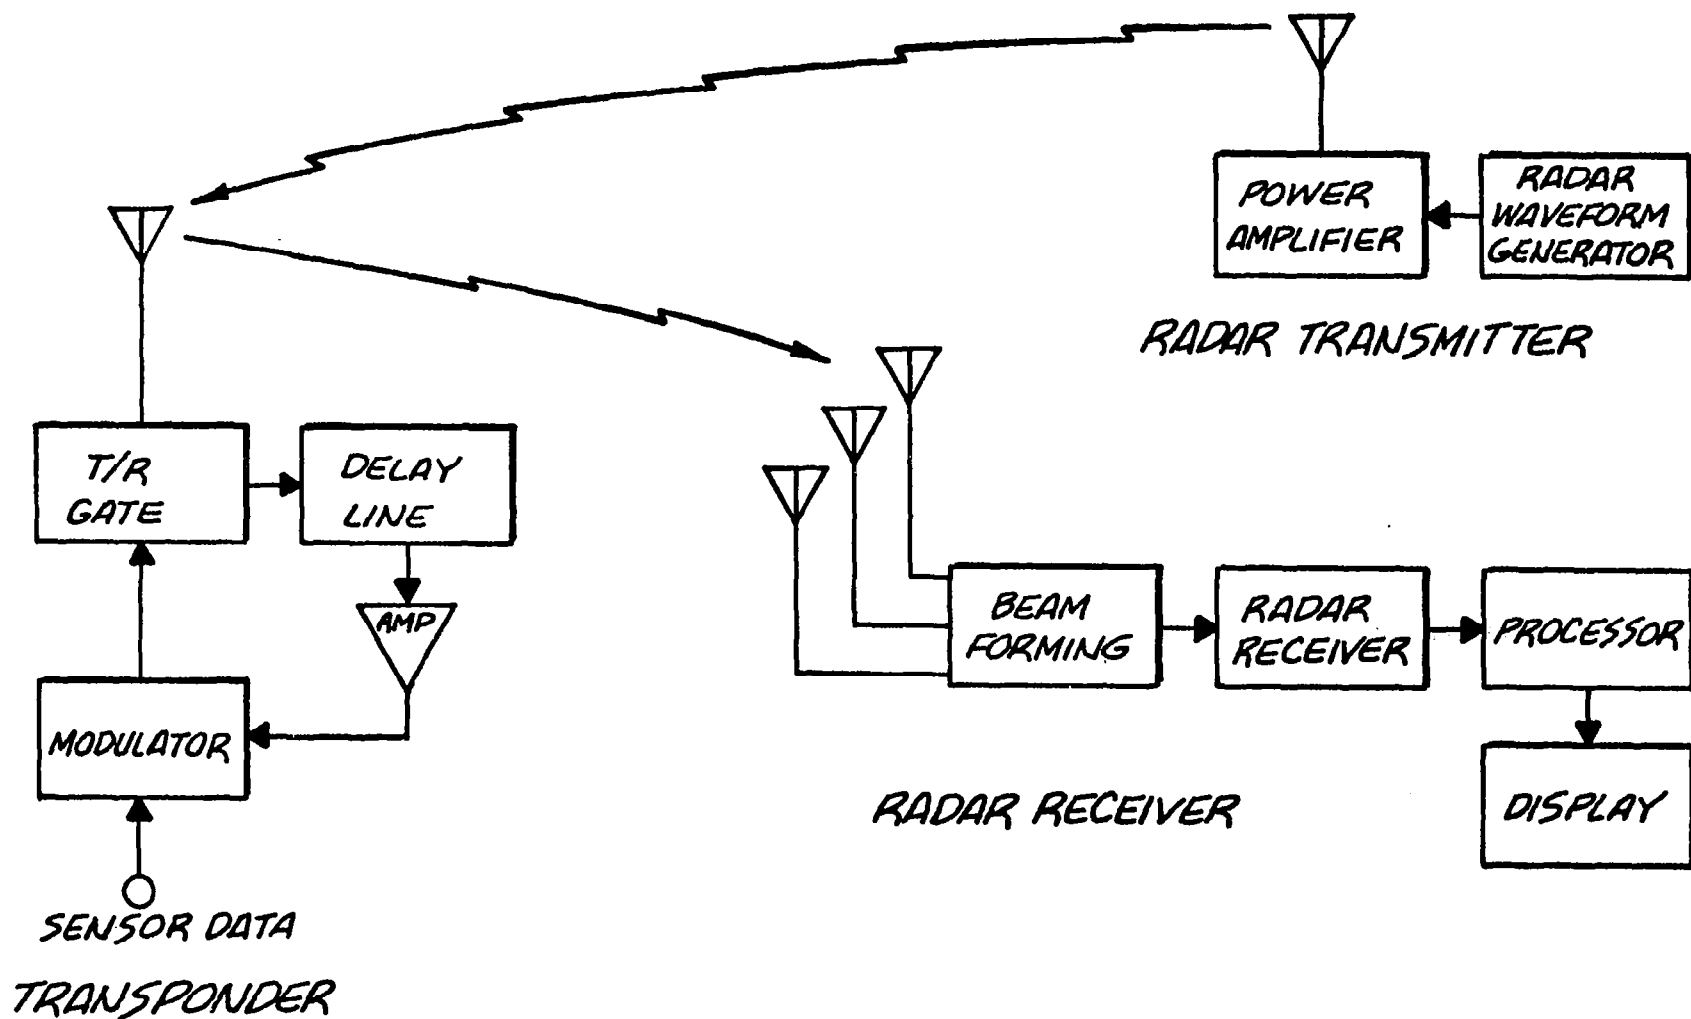 POWER
AMPLIFIER
RADAR
WAVEFORM
GENERATOR
RADAR TRANSMITTER
T/R
GATE
DELAY
LINE
AMP
MODULATOR
SENSOR DATA
TRANSPONDER
BEAM
FORMING
RADAR
RECEIVER
PROCESSOR
DISPLAY
RADAR RECEIVER